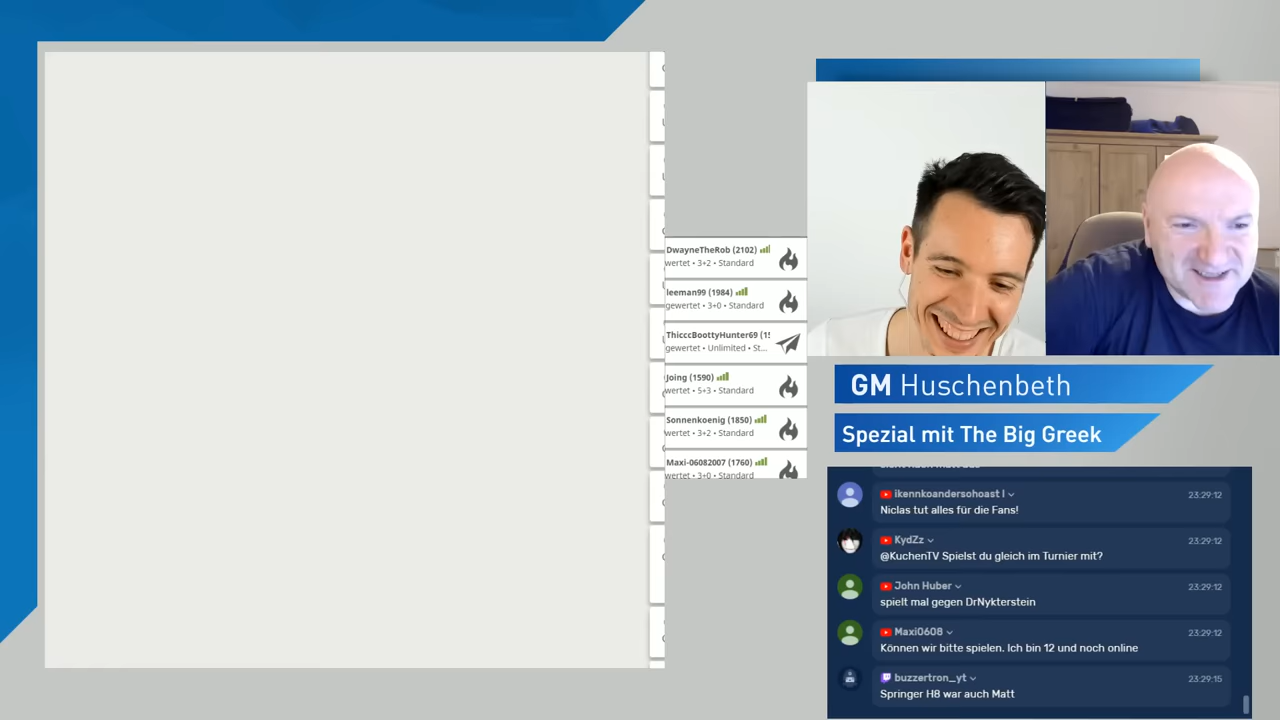 DwayneTheRob (2102)
wertet • 3+2 • Standard
leeman99 (1984)
gewertet • 3+0 • Standard
ThicccBoottyHunter69
gewertet • Unlimited • St...
Joing (1590)
wertet • 5+3 • Standard
Sonnenkoenig (1850)
wertet • 3+2 • Standard
Maxi-06082007 (1760)
wertet • 3+0 • Standard
GM Huschenbeth
Spezial mit The Big Greek
ikennkoandersohoast I 23:29:12
Niclas tut alles für die Fans!
KydZz 23:29:12
@KuchenTV Spielst du gleich im Turnier mit?
John Huber 23:29:12
spielt mal gegen DrNykterstein
Maxi0608 23:29:12
Können wir bitte spielen. Ich bin 12 und noch online
buzzertron_yt 23:29:15
Springer H8 war auch Matt